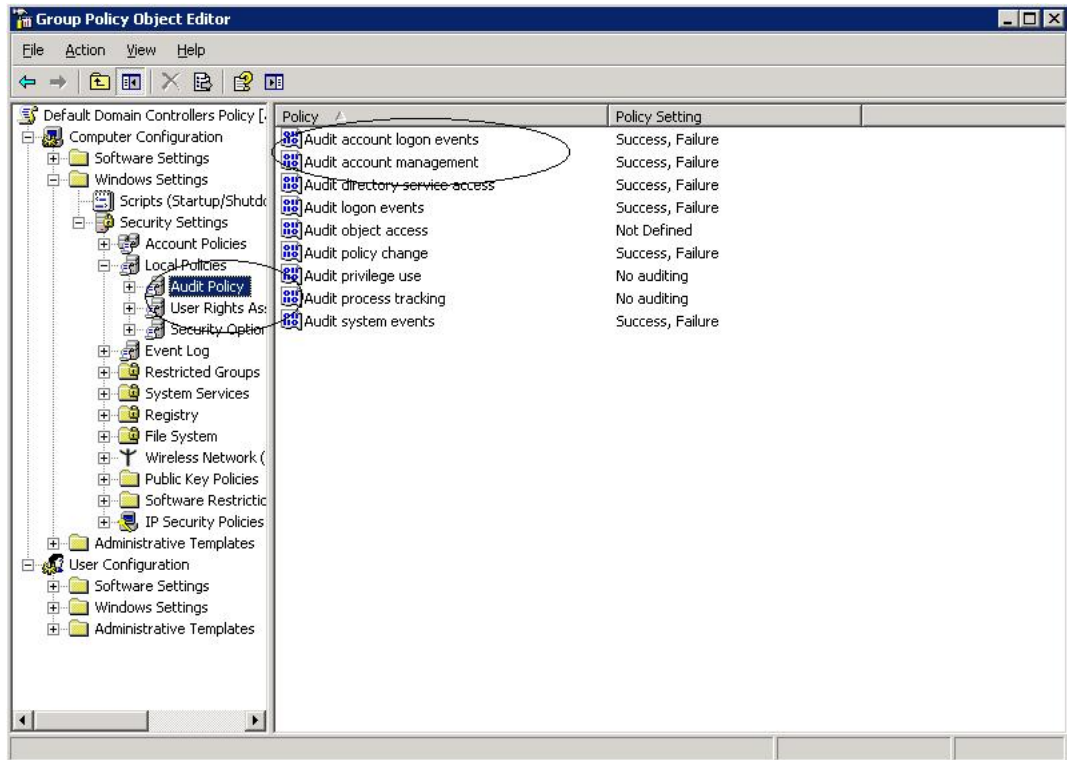 Group Policy Object Editor
File Action View Help
Default Domain Controllers Policy [.
Computer Configuration
Software Settings
Windows Settings
Scripts (Startup/Shutdo
Security Settings
Account Policies
Local Policies
Audit Policy
User Rights As
Security Option
Event Log
Restricted Groups
System Services
Registry
File System
Wireless Network (
Public Key Policies
Software Restrictic
IP Security Policies
Administrative Templates
User Configuration
Software Settings
Windows Settings
Administrative Templates
Policy Policy Setting
Audit account logon events Success, Failure
Audit account management Success, Failure
Audit directory service access Success, Failure
Audit logon events Success, Failure
Audit object access Not Defined
Audit policy change Success, Failure
Audit privilege use No auditing
Audit process tracking No auditing
Audit system events Success, Failure